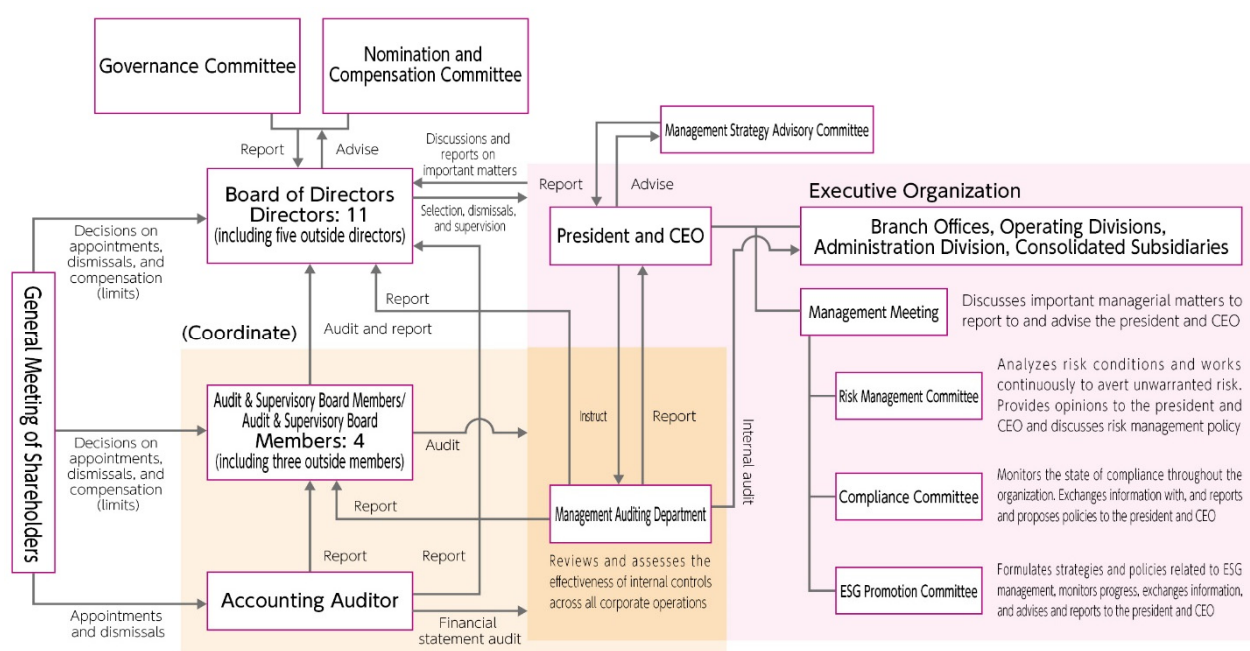 Governance Committee
Nomination and
Compensation Committee
Report
Advise
Discussions and
reports on
important matters
Management Strategy Advisory Committee
Report
Advise
Executive Organization
Board of Directors
Directors: 11
(including five outside directors)
Selection, dismissals,
and supervision
President and CEO
Branch Offices, Operating Divisions,
Administration Division, Consolidated Subsidiaries
Decisions on
appointments,
dismissals, and
compensation
(limits)
General Meeting of Shareholders
Report
Management Meeting
Discusses important managerial matters to
report to and advise the president and CEO
(Coordinate)
Audit and report
Audit & Supervisory Board Members/
Audit & Supervisory Board
Members: 4
(including three outside members)
Audit
Instruct
Report
Internal audit
Risk Management Committee
Analyzes risk conditions and works
continuously to avert unwarranted risk.
Provides opinions to the president and
CEO and discusses risk management policy
Decisions on
appointments,
dismissals, and
compensation
(limits)
Report
Management Auditing Department
Compliance Committee
Monitors the state of compliance throughout the
organization. Exchanges information with, and reports
and proposes policies to the president and CEO
Report
Report
Reviews and assesses the
effectiveness of internal controls
across all corporate operations
Accounting Auditor
ESG Promotion Committee
Formulates strategies and policies related to ESG
management, monitors progress, exchanges information,
and advises and reports to the president and CEO
Appointments
and dismissals
Financial
statement audit